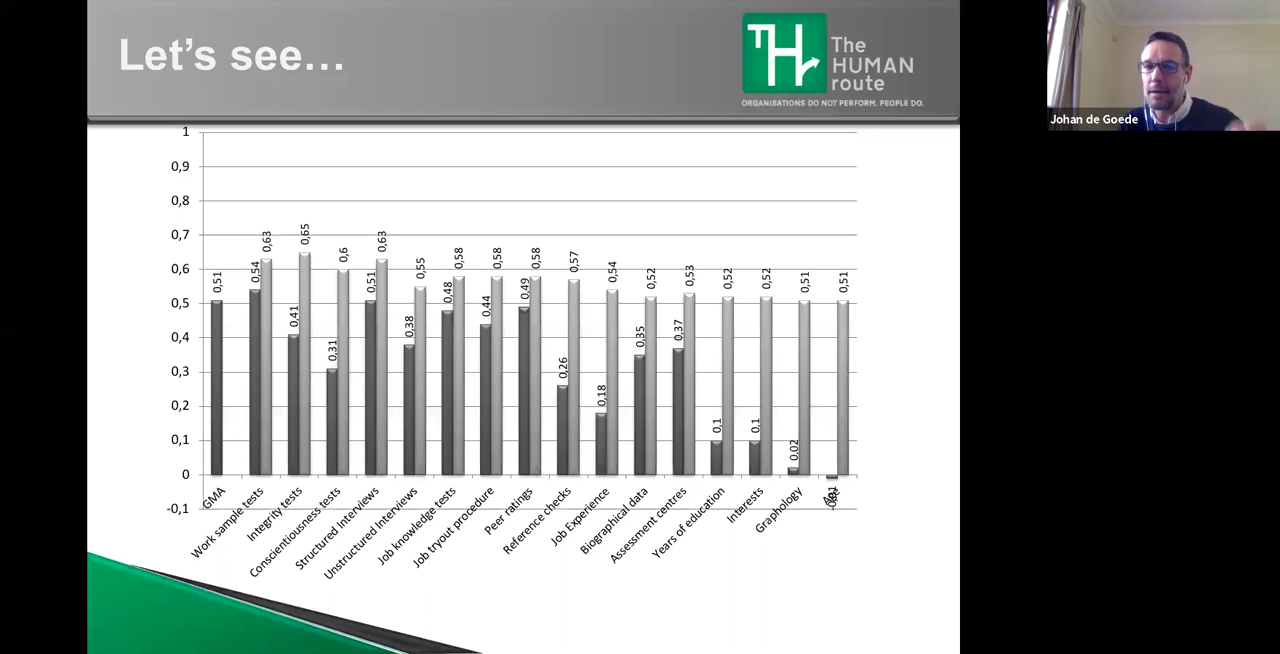 Let's see…
TH
The
HUMAN
route
ORGANISATIONS DO NOT PERFORM. PEOPLE DO.
Johan de Goede
1
0,9
0,8
0,7
0,6
0,5
0,4
0,3
0,2
0,1
0
-0,1
0,51
0,54
0,63
0,41
0,65
0,31
0,6
0,51
0,63
0,38
0,55
0,48
0,58
0,44
0,58
0,49
0,58
0,26
0,57
0,18
0,54
0,35
0,52
0,37
0,53
0,1
0,52
0,1
0,52
0,02
0,51
0,51
GMA
Work sample tests
Integrity tests
Conscientiousness tests
Structured Interviews
Unstructured Interviews
Job knowledge tests
Job tryout procedure
Peer ratings
Reference checks
Job Experience
Biographical data
Assessment centres
Years of education
Interests
Graphology